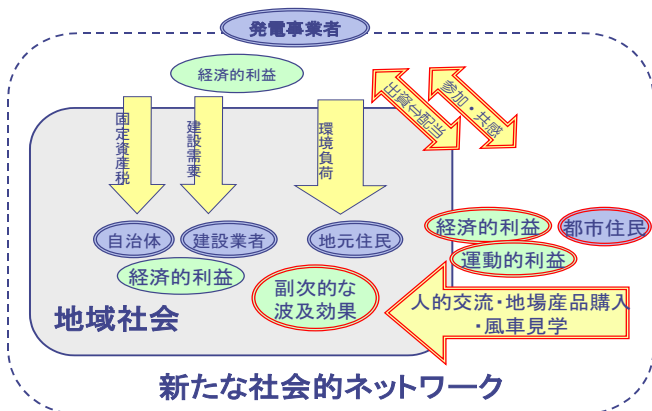 発電事業者
経済的利益
固定資産税
建設需要
環境負荷
出資⇔配当
参加・共感
自治体
建設業者
地元住民
経済的利益
経済的利益
都市住民
運動的利益
副次的な
波及効果
人的交流・地場産品購入
・風車見学
地域社会
新たな社会的ネットワーク